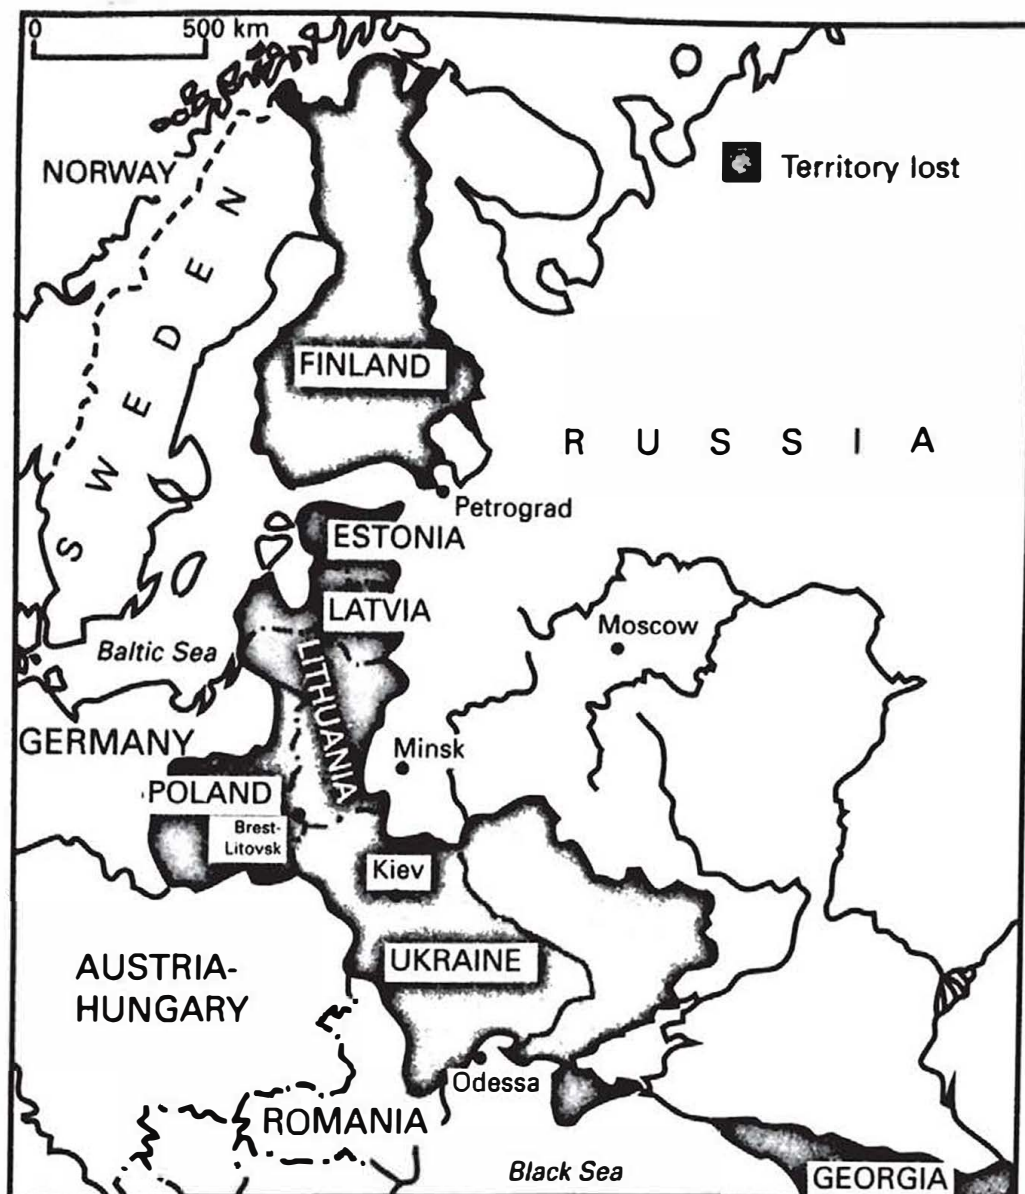 0 500 km
NORWAY
SWEDEN
Territory lost
FINLAND
RUSSIA
Petrograd
ESTONIA
LATVIA
Moscow
Baltic Sea
LITHUANIA
GERMANY
Minsk
POLAND
Brest-
Litovsk
Kiev
UKRAINE
AUSTRIA-
HUNGARY
Odessa
ROMANIA
Black Sea
GEORGIA